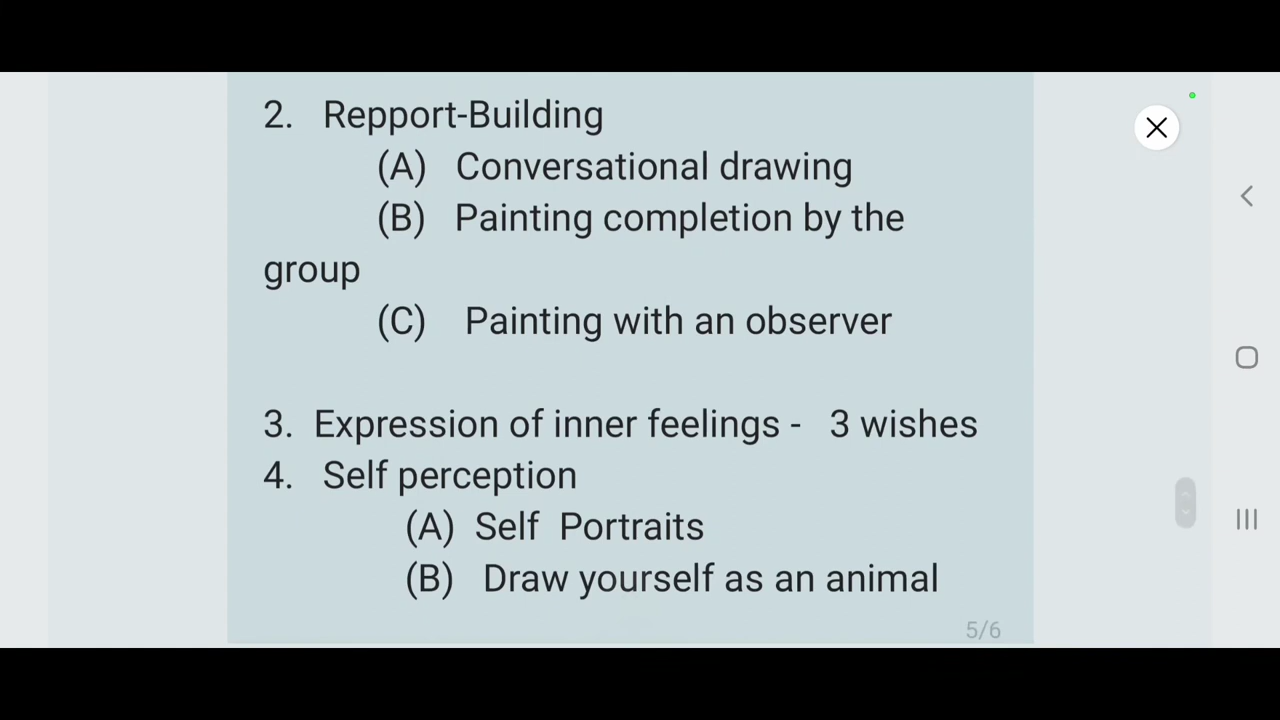 2. Repport-Building
(A) Conversational drawing
(B) Painting completion by the
group
(C) Painting with an observer
3. Expression of inner feelings - 3 wishes
4. Self perception
(A) Self Portraits
(B) Draw yourself as an animal
5/6